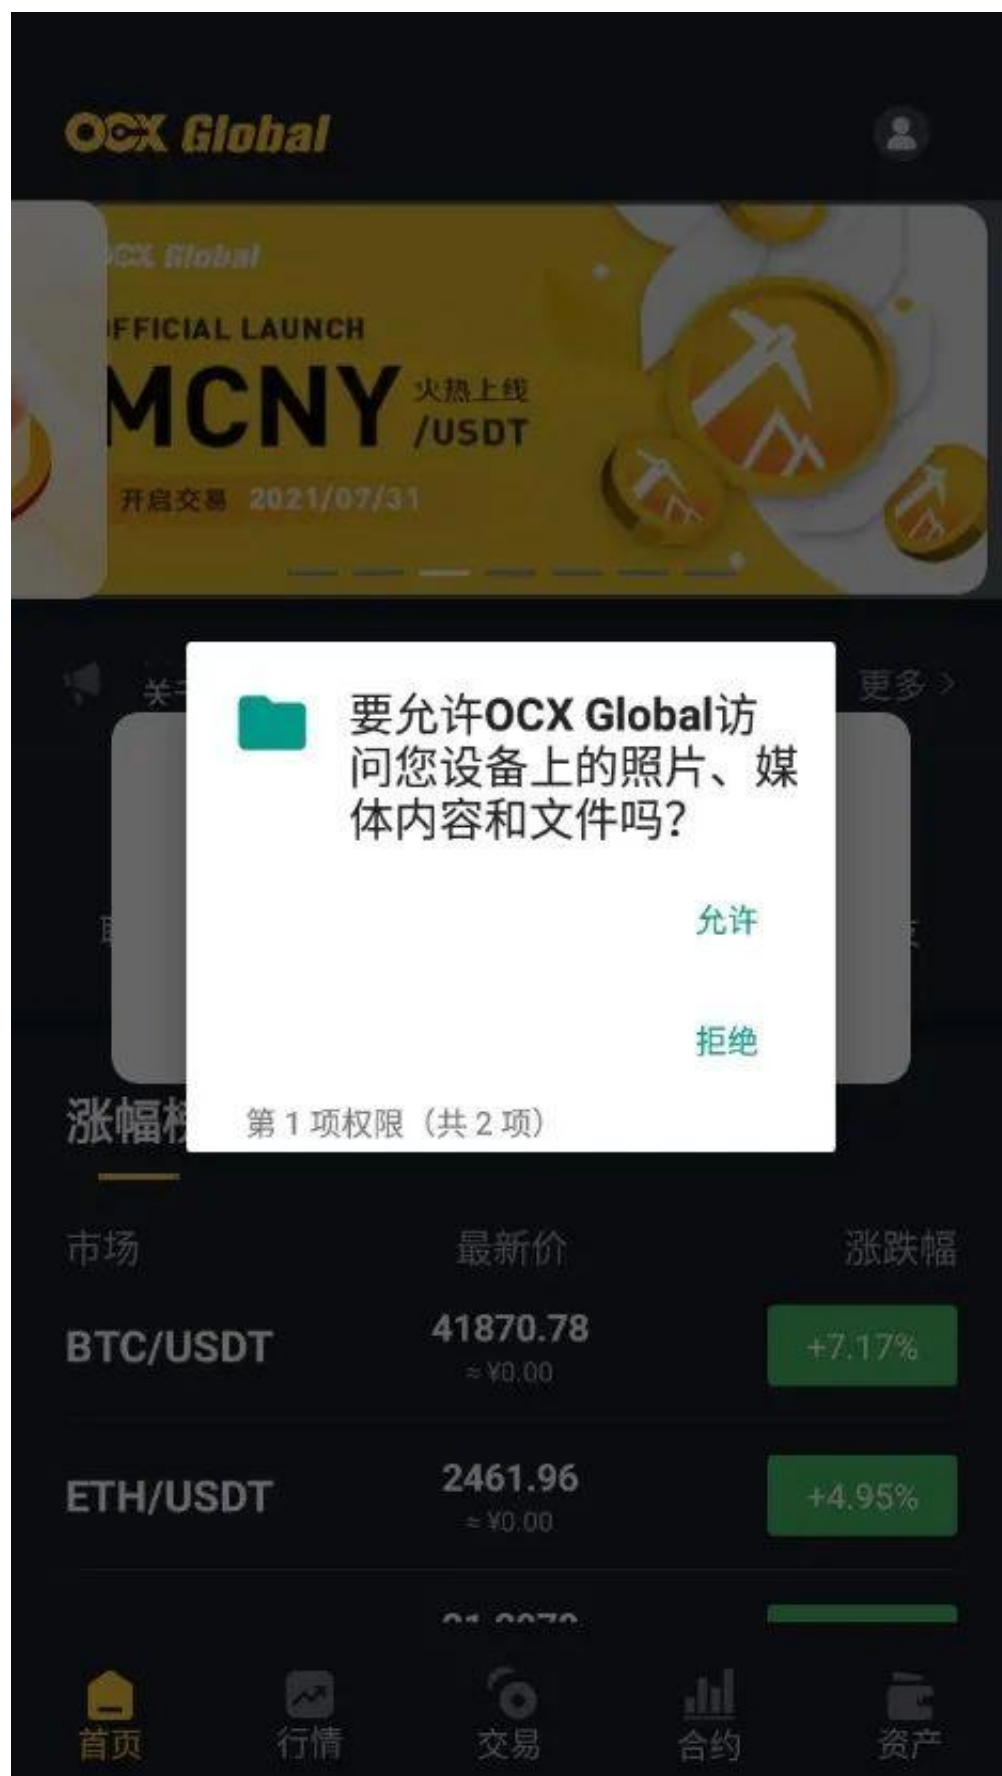 OCX Global
OCX Global
OFFICIAL LAUNCH
MCNY
火热上线
/USDT
开启交易 2021/07/31
关于
更多
要允许OCX Global访
问您设备上的照片、媒
体内容和文件吗?
允许
拒绝
第 1 项权限（共 2 项）
涨幅榜
市场 最新价 涨跌幅
BTC/USDT 41870.78 +7.17%
≈ ¥0.00
ETH/USDT 2461.96 +4.95%
≈ ¥0.00
首页 行情 交易 合约 资产